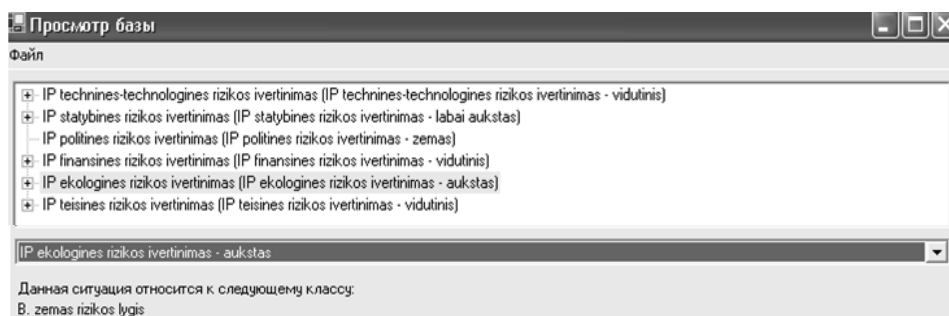 Просмотр базы
Файл
IP technines-technologines rizikos ivertinimas (IP technines-technologines rizikos ivertinimas - vidutinis)
IP statybines rizikos ivertinimas (IP statybines rizikos ivertinimas - labai aukstas)
IP politines rizikos ivertinimas (IP politines rizikos ivertinimas - zemas)
IP finansines rizikos ivertinimas (IP finansines rizikos ivertinimas - vidutinis)
IP ekologines rizikos ivertinimas (IP ekologines rizikos ivertinimas - aukstas)
IP teisines rizikos ivertinimas (IP teisines rizikos ivertinimas - vidutinis)
IP ekologines rizikos ivertinimas - aukstas
Данная ситуация относится к следующему классу:
B. zemas rizikos lygis